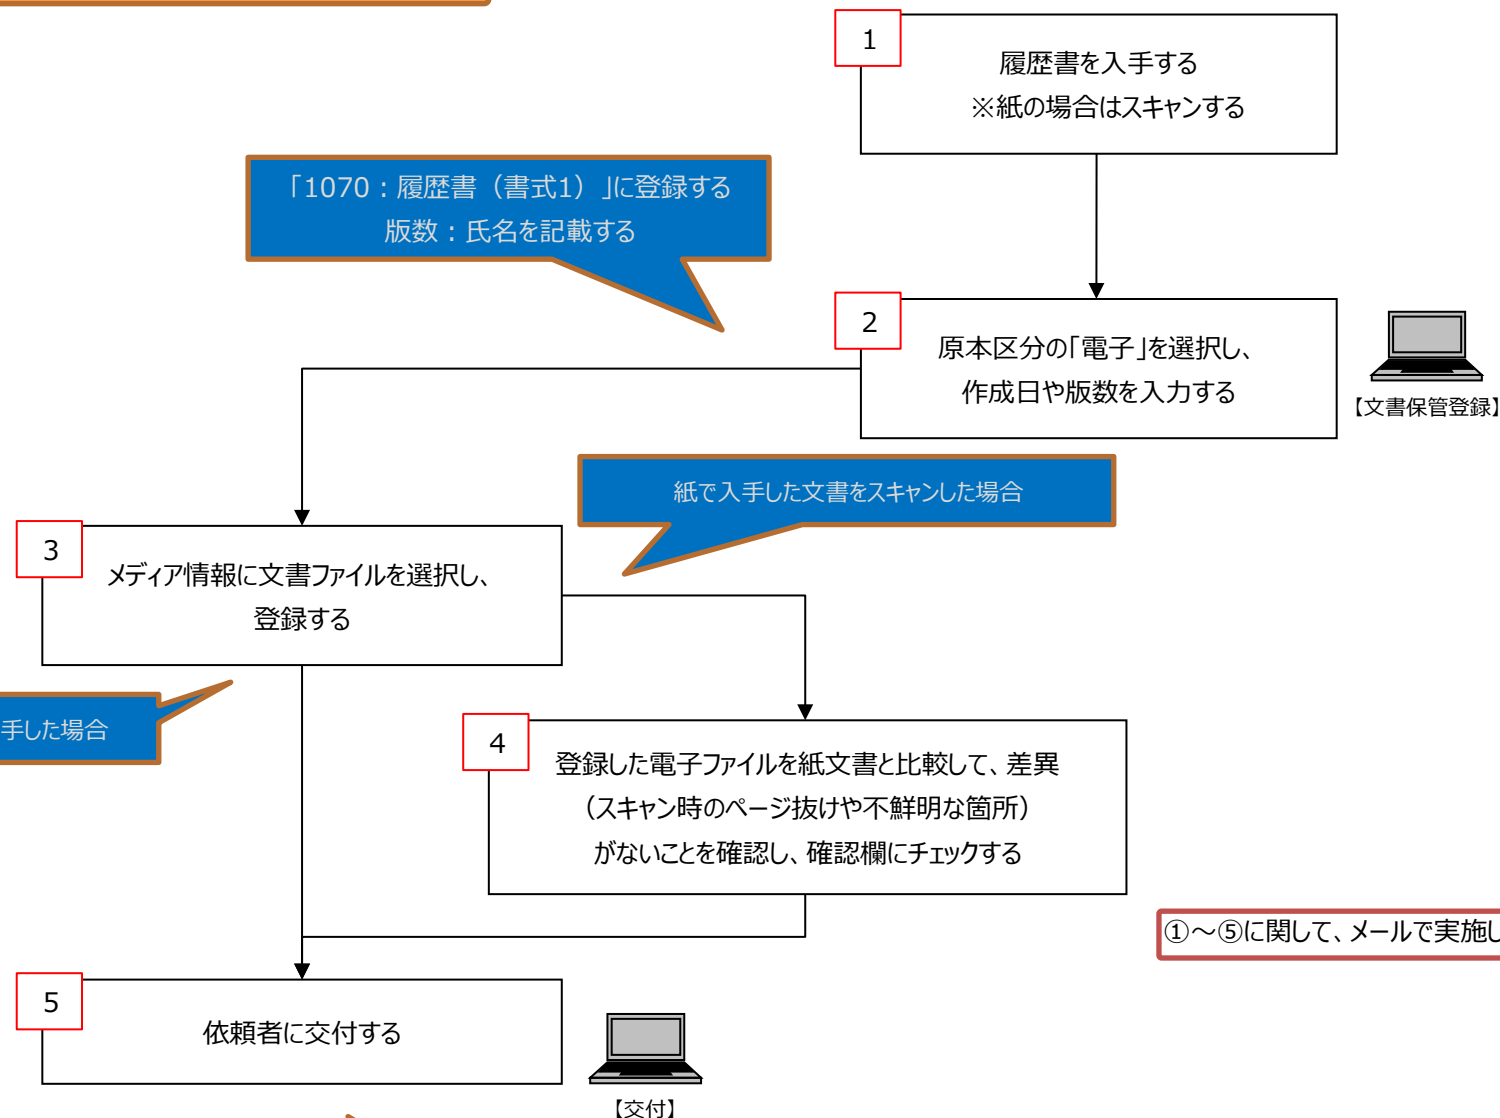 1
履歴書を入手する
※紙の場合はスキャンする
「1070：履歴書（書式1）」に登録する
版数：氏名を記載する
2
原本区分の「電子」を選択し、
作成日や版数を入力する
【文書保管登録】
紙で入手した文書をスキャンした場合
3
メディア情報に文書ファイルを選択し、
登録する
手した場合
4
登録した電子ファイルを紙文書と比較して、差異
（スキャン時のページ抜けや不鮮明な箇所）
がないことを確認し、確認欄にチェックする
①～⑤に関して、メールで実施し
5
依頼者に交付する
【交付】